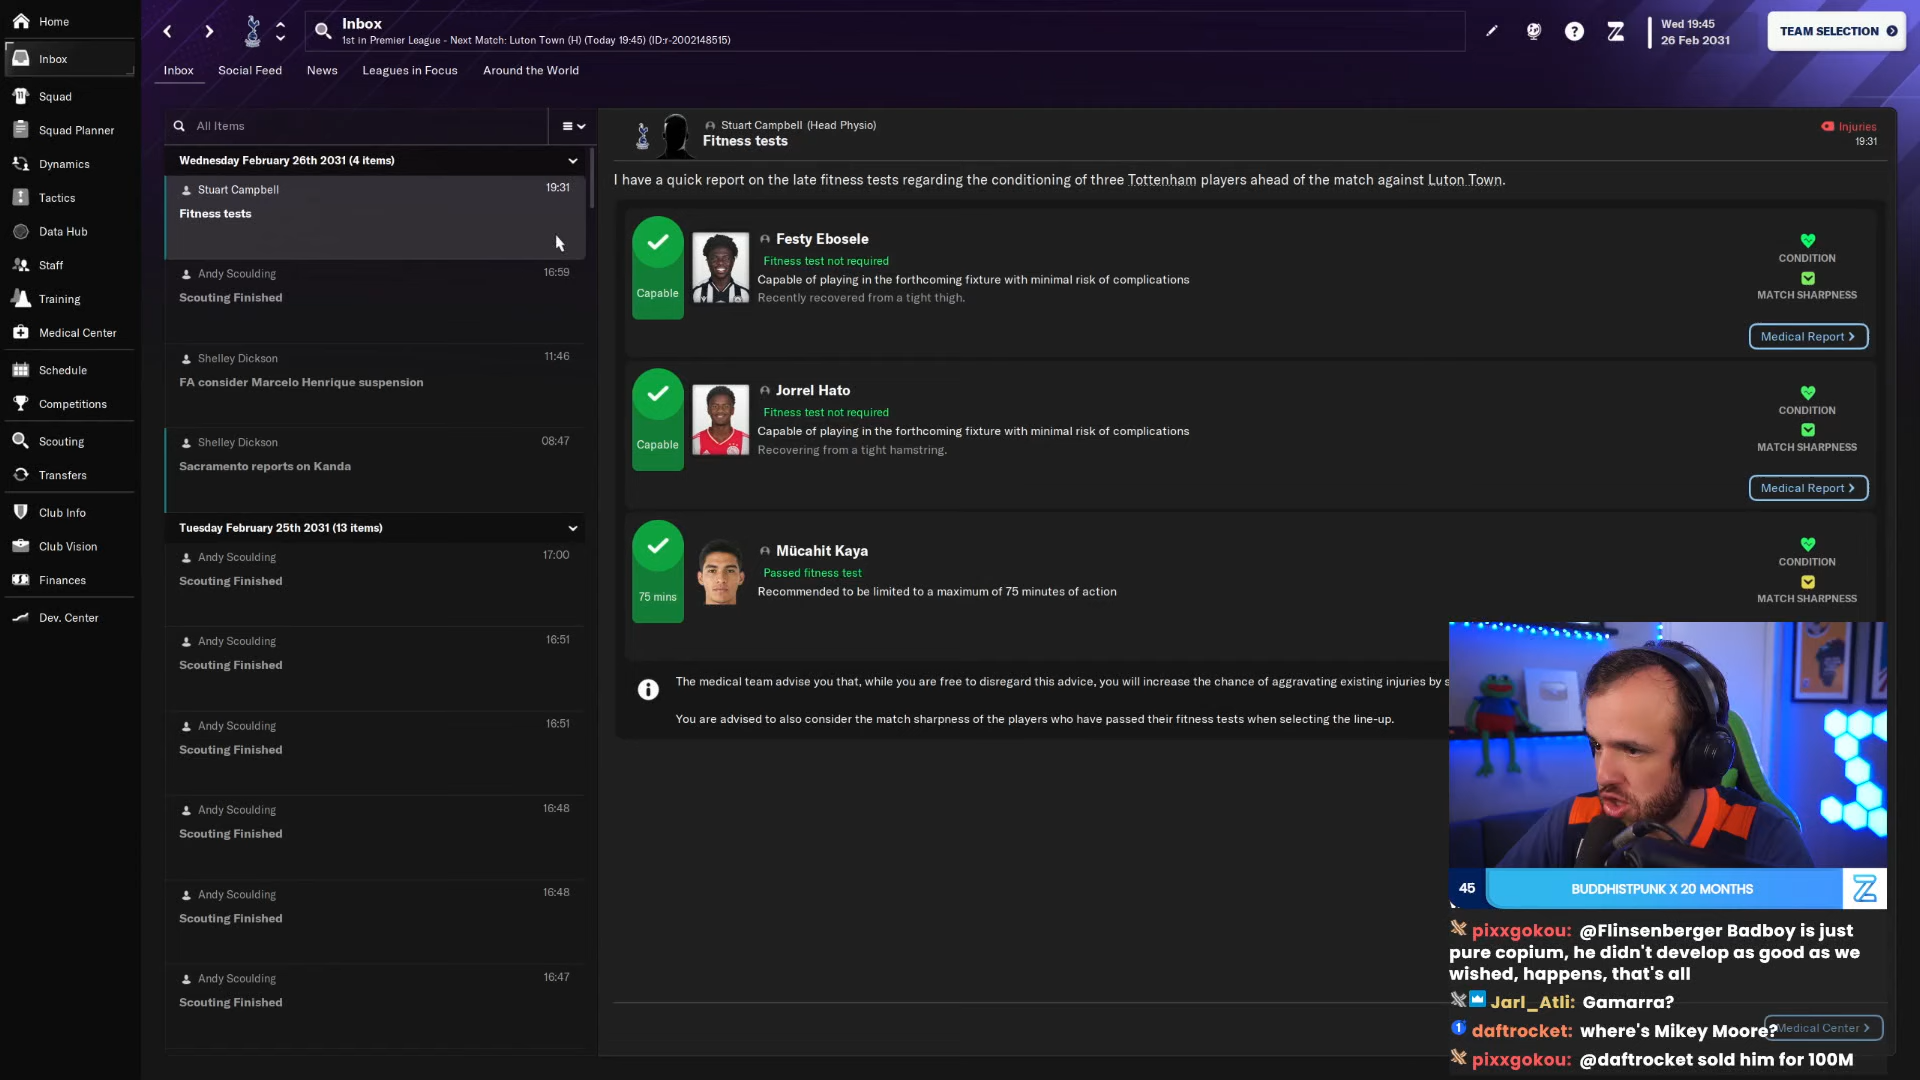 Home
Inbox
Squad
Squad Planner
Dynamics
Tactics
Data Hub
Staff
Training
Medical Center
Schedule
Competitions
Scouting
Transfers
Club Info
Club Vision
Finances
Dev. Center
Inbox
1st in Premier League - Next Match: Luton Town (H) (Today 19:45) (ID:r-2002148515)
Wed 19:45
26 Feb 2031
TEAM SELECTION
Inbox Social Feed News Leagues in Focus Around the World
All Items
Wednesday February 26th 2031 (4 items)
Stuart Campbell 19:31
Fitness tests
Andy Scoulding 16:59
Scouting Finished
Shelley Dickson 11:46
FA consider Marcelo Henrique suspension
Shelley Dickson 08:47
Sacramento reports on Kanda
Tuesday February 25th 2031 (13 items)
Andy Scoulding 17:00
Scouting Finished
Andy Scoulding 16:51
Scouting Finished
Andy Scoulding 16:51
Scouting Finished
Andy Scoulding 16:48
Scouting Finished
Andy Scoulding 16:48
Scouting Finished
Andy Scoulding 16:47
Scouting Finished
Stuart Campbell (Head Physio)
Fitness tests
Injuries
19:31
I have a quick report on the late fitness tests regarding the conditioning of three Tottenham players ahead of the match against Luton Town.
Capable
Festy Ebosele
Fitness test not required
Capable of playing in the forthcoming fixture with minimal risk of complications
Recently recovered from a tight thigh.
CONDITION
MATCH SHARPNESS
Medical Report
Capable
Jorrel Hato
Fitness test not required
Capable of playing in the forthcoming fixture with minimal risk of complications
Recovering from a tight hamstring.
CONDITION
MATCH SHARPNESS
Medical Report
75 mins
Mücahit Kaya
Passed fitness test
Recommended to be limited to a maximum of 75 minutes of action
CONDITION
MATCH SHARPNESS
The medical team advise you that, while you are free to disregard this advice, you will increase the chance of aggravating existing injuries by s
You are advised to also consider the match sharpness of the players who have passed their fitness tests when selecting the line-up.
45 BUDDHISTPUNK X 20 MONTHS
pixxgokou: @Flinsenberger Badboy is just
pure copium, he didn't develop as good as we
wished, happens, that's all
Jarl_Atli: Gamarra?
1 daftrocket: where's Mikey Moore?
Medical Center
pixxgokou: @daftrocket sold him for 100M